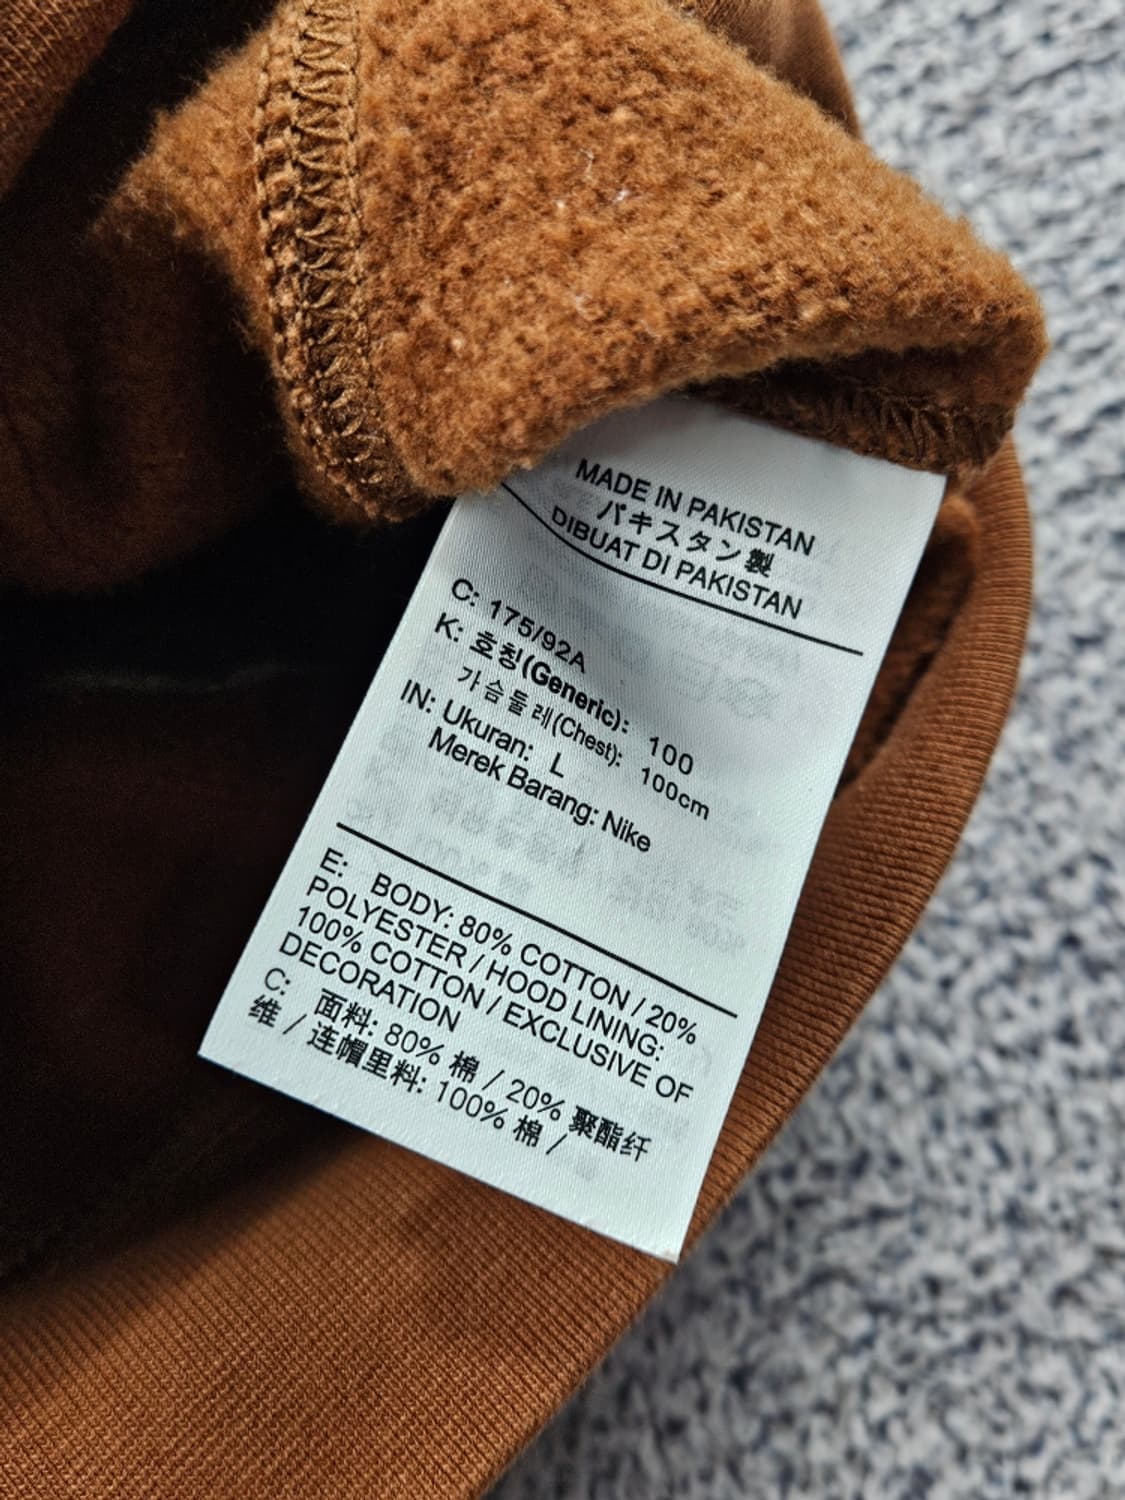 MADE IN PAKISTAN
パキスタン製
DIBUAT DI PAKISTAN
C: 175/92A
K: 호칭(Generic): 100
가슴둘레(Chest): 100cm
IN: Ukuran: L
Merek Barang: Nike
E: BODY: 80% COTTON / 20%
POLYESTER / HOOD LINING:
100% COTTON / EXCLUSIVE OF
DECORATION
C: 面料: 80% 棉 / 20% 聚酯纤
维 / 连帽里料: 100% 棉 /